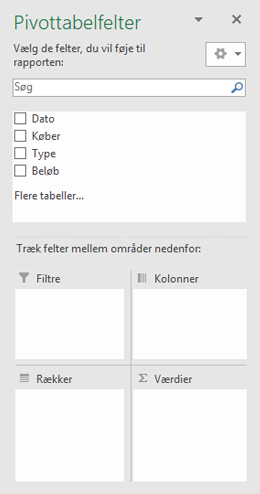 Pivottabelfelter
Vælg de felter, du vil føje til
rapporten:
Søg
Dato
Køber
Type
Beløb
Flere tabeller...
Træk felter mellem områder nedenfor:
Filtre
Kolonner
Rækker
Σ Værdier